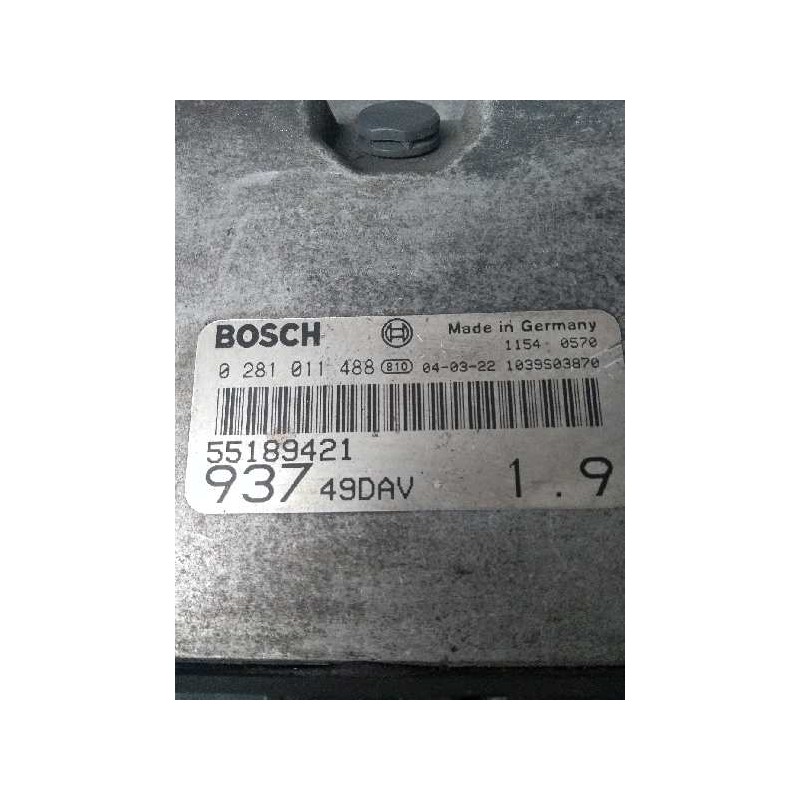 BOSCH Made in Germany
1154 0570
0 281 011 488 810 04-03-22 1039S03870
55189421
937 49DAV 1.9